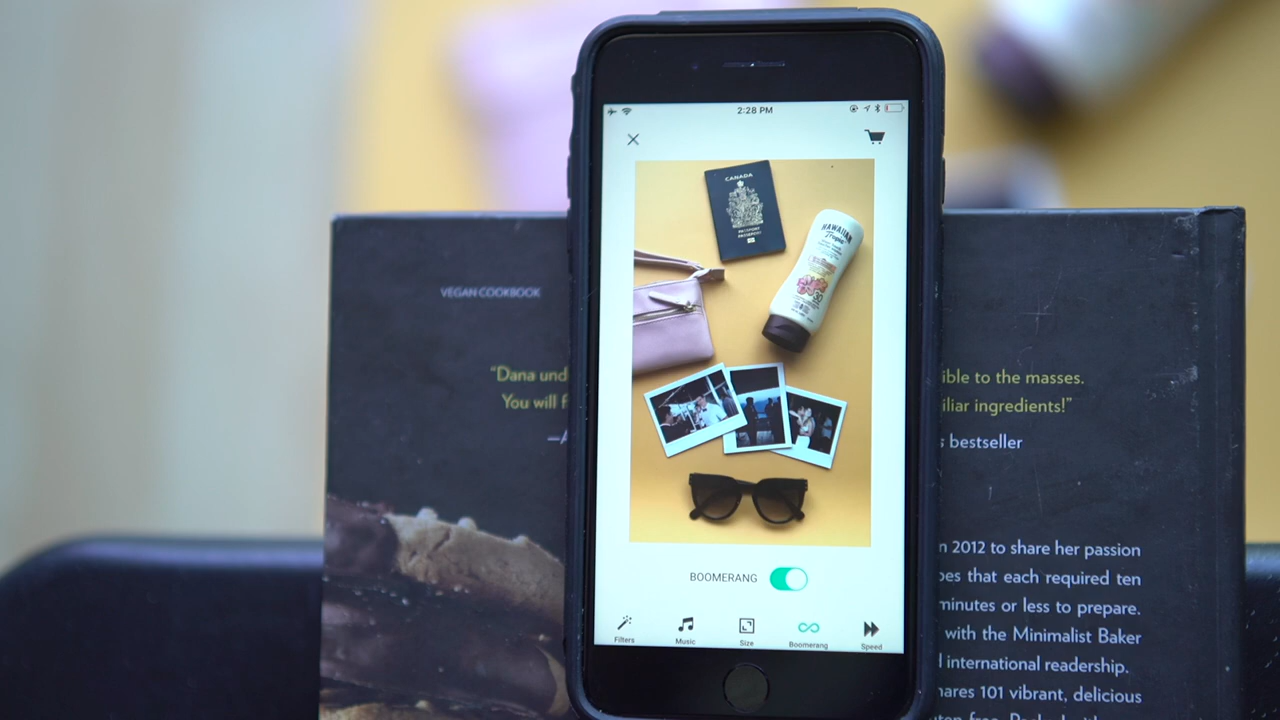 2:28 PM
CANADA
PASSPORT
PASSEPORT
HAWAIIAN
Tropic
30
BOOMERANG
Filters
Music
Size
Boomerang
Speed
VEGAN COOKBOOK
“Dana und
ible to the masses.
You will f
iliar ingredients!”
s bestseller
n 2012 to share her passion
pes that each required ten
minutes or less to prepare.
with the Minimalist Baker
l international readership.
hares 101 vibrant, delicious